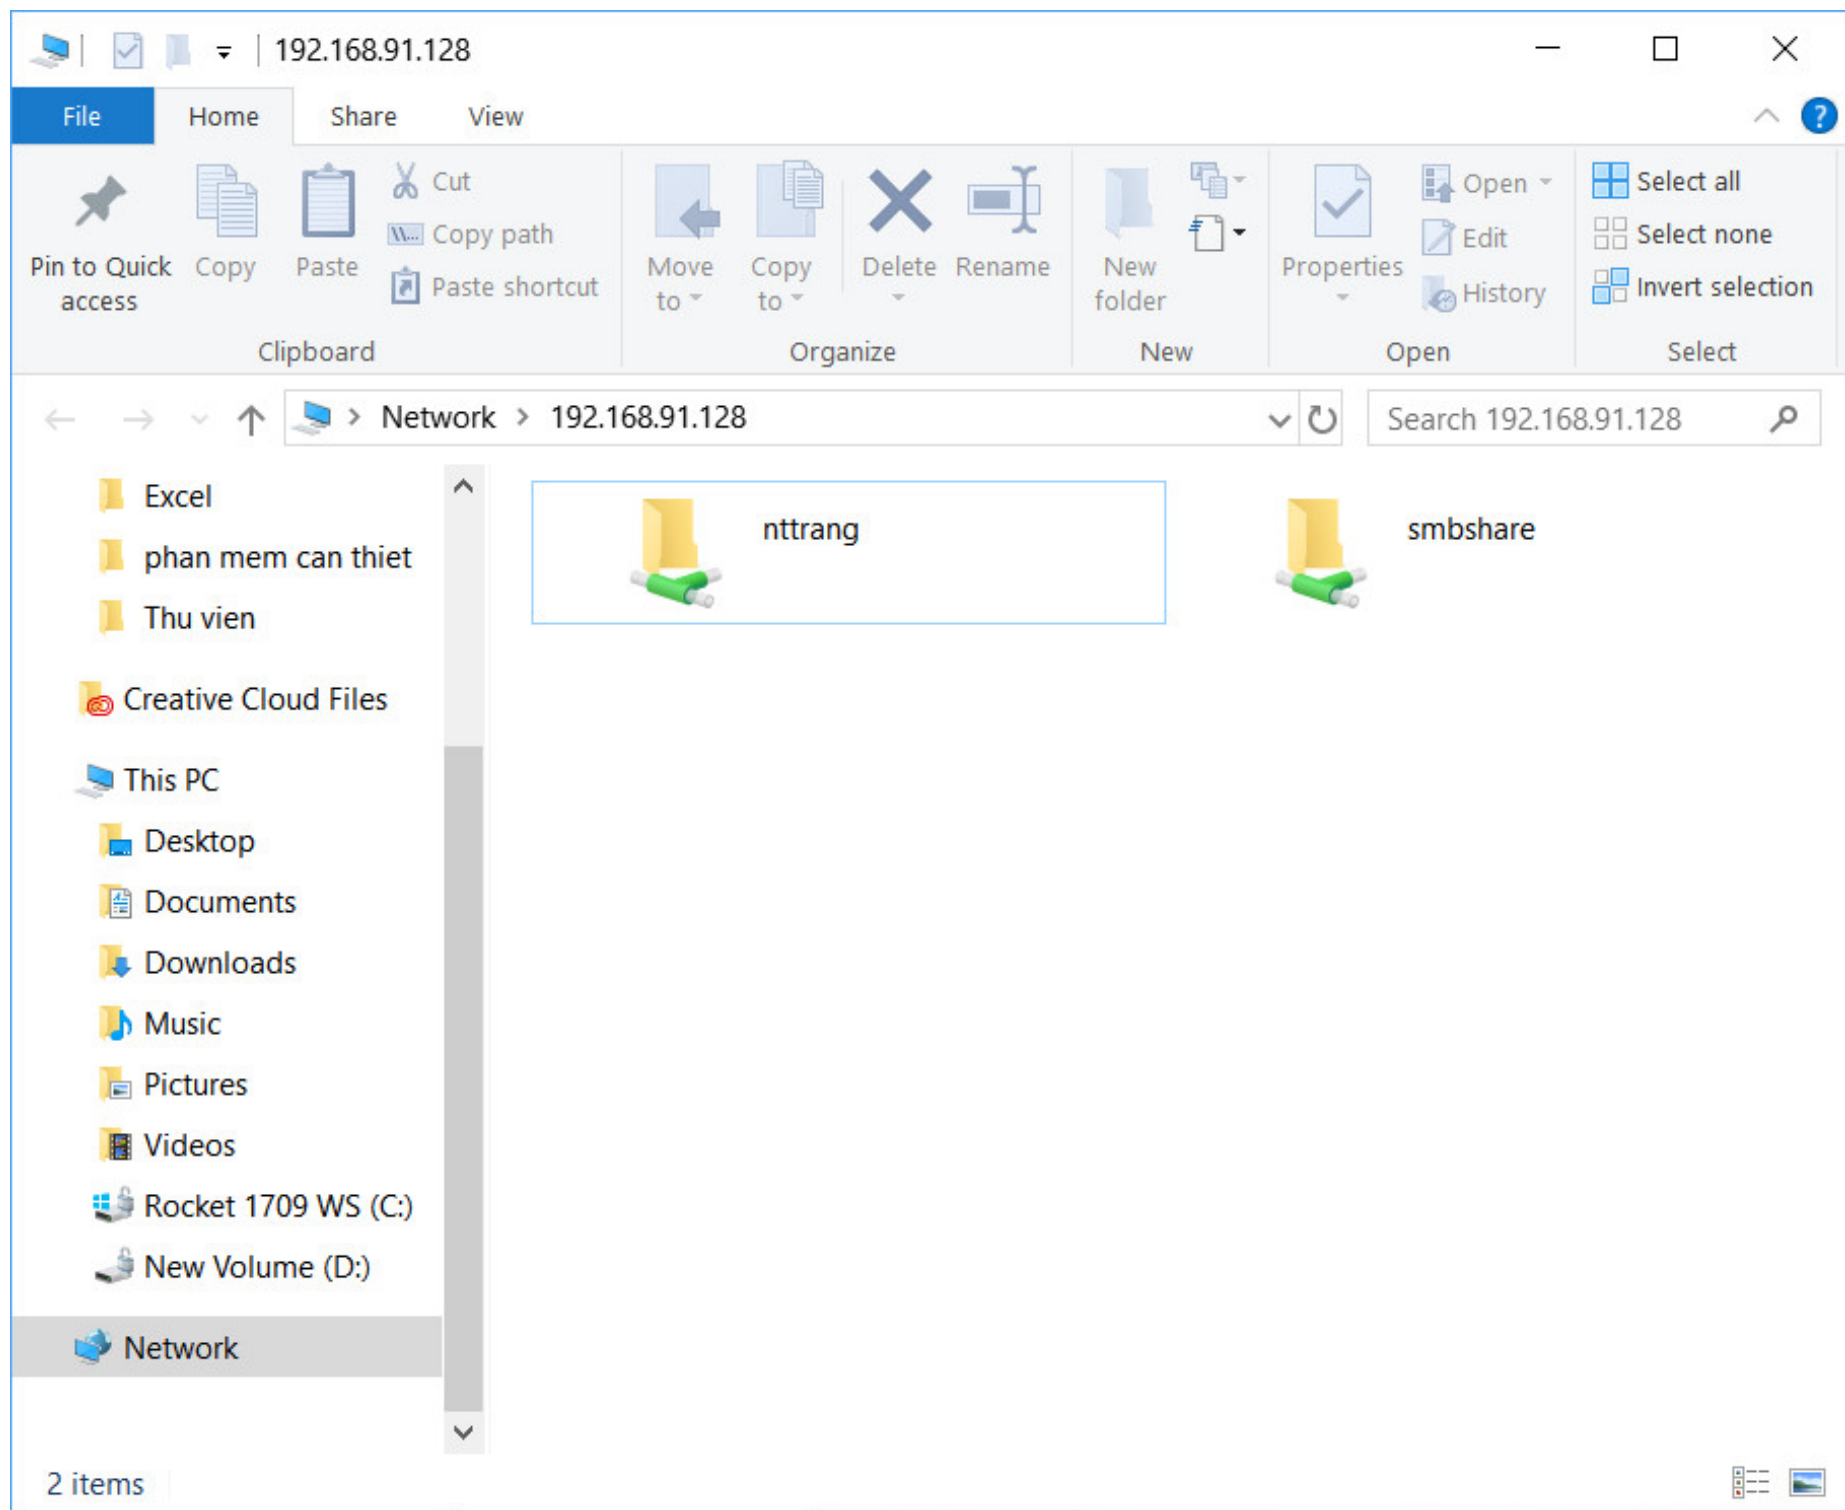 192.168.91.128
File Home Share View
Pin to Quick access
Copy
Paste
Cut
Copy path
Paste shortcut
Clipboard
Move to
Copy to
Delete
Rename
Organize
New folder
New
Properties
Open
Edit
History
Open
Select all
Select none
Invert selection
Select
Network > 192.168.91.128
Search 192.168.91.128
Excel
phan mem can thiet
Thu vien
Creative Cloud Files
This PC
Desktop
Documents
Downloads
Music
Pictures
Videos
Rocket 1709 WS (C:)
New Volume (D:)
Network
nttrang
smbshare
2 items